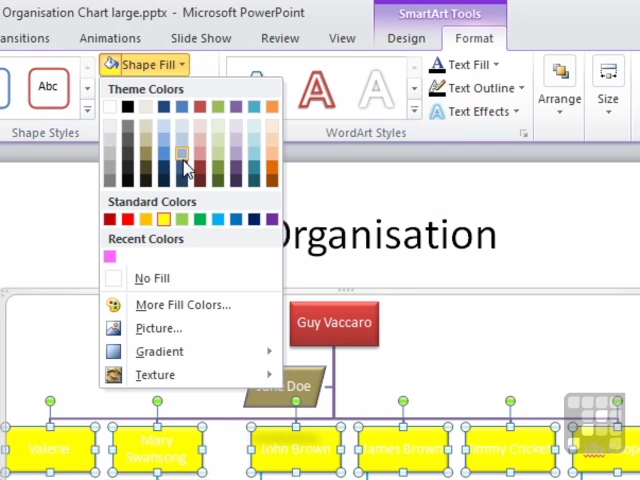 Organisation Chart large.pptx - Microsoft PowerPoint
SmartArt Tools
ansitions Animations Slide Show Review View Design Format
Abc
Shape Fill
Text Fill
Text Outline
Text Effects
Arrange
Size
Shape Styles
WordArt Styles
Theme Colors
Standard Colors
Recent Colors
No Fill
More Fill Colors...
Picture...
Gradient
Texture
Organisation
Guy Vaccaro
Jane Doe
Valerie
Mary
Swansong
John Brown
James Brown
Jimmy Cricket